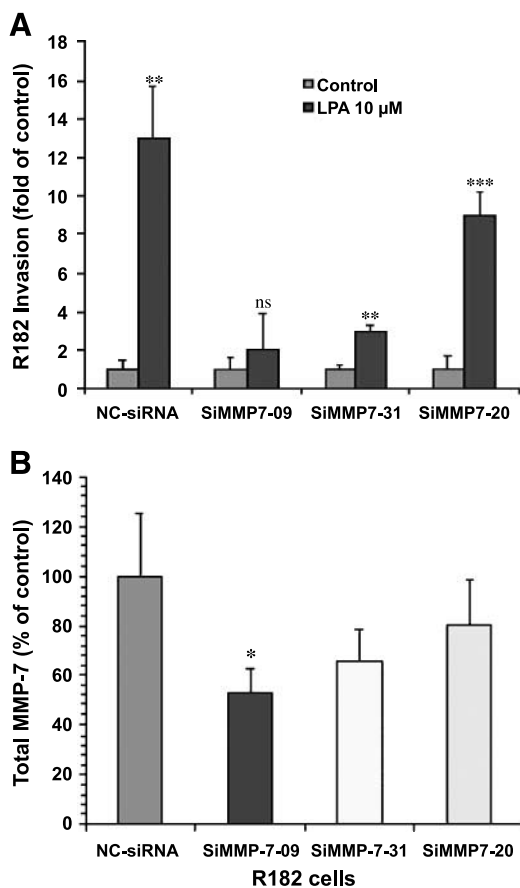 A
R182 Invasion (fold of control)
18
16
14
12
10
8
6
4
2
0
Control
LPA 10 µM
**
ns
**
***
NC-siRNA SiMMP7-09 SiMMP7-31 SiMMP7-20
B
Total MMP-7 (% of control)
140
120
100
80
60
40
20
0
*
NC-siRNA SiMMP-7-09 SiMMP-7-31 SiMMP7-20
R182 cells